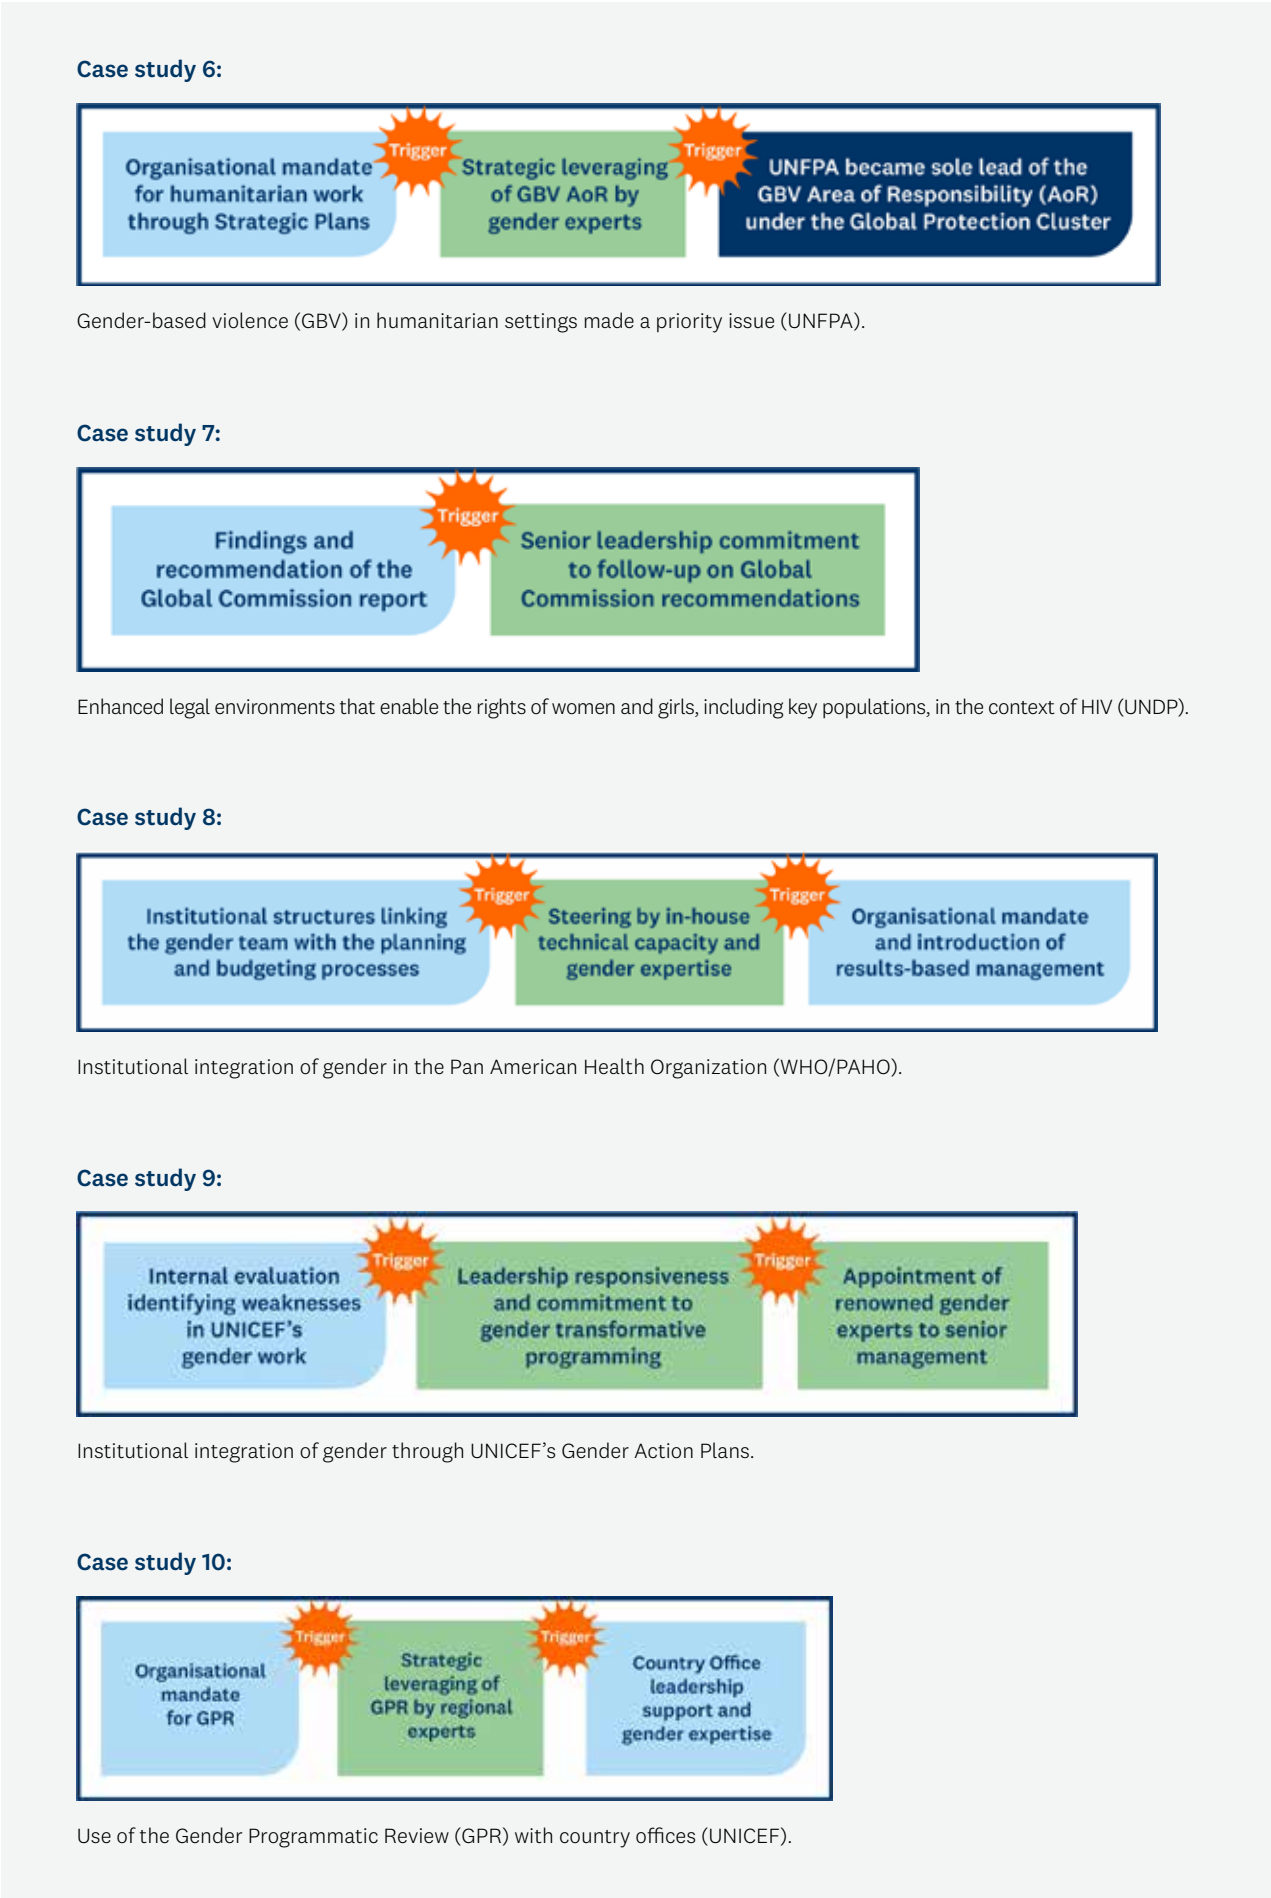 Case study 6:
Trigger
Trigger
Organisational mandate
for humanitarian work
through Strategic Plans
Strategic leveraging
of GBV AoR by
gender experts
UNFPA became sole lead of the
GBV Area of Responsibility (AoR)
under the Global Protection Cluster
Gender-based violence (GBV) in humanitarian settings made a priority issue (UNFPA).
Case study 7:
Trigger
Findings and
recommendation of the
Global Commission report
Senior leadership commitment
to follow-up on Global
Commission recommendations
Enhanced legal environments that enable the rights of women and girls, including key populations, in the context of HIV (UNDP).
Case study 8:
Trigger
Trigger
Institutional structures linking
the gender team with the planning
and budgeting processes
Steering by in-house
technical capacity and
gender expertise
Organisational mandate
and introduction of
results-based management
Institutional integration of gender in the Pan American Health Organization (WHO/PAHO).
Case study 9:
Trigger
Trigger
Internal evaluation
identifying weaknesses
in UNICEF's
gender work
Leadership responsiveness
and commitment to
gender transformative
programming
Appointment of
renowned gender
experts to senior
management
Institutional integration of gender through UNICEF's Gender Action Plans.
Case study 10:
Trigger
Trigger
Organisational
mandate
for GPR
Strategic
leveraging of
GPR by regional
experts
Country Office
leadership
support and
gender expertise
Use of the Gender Programmatic Review (GPR) with country offices (UNICEF).